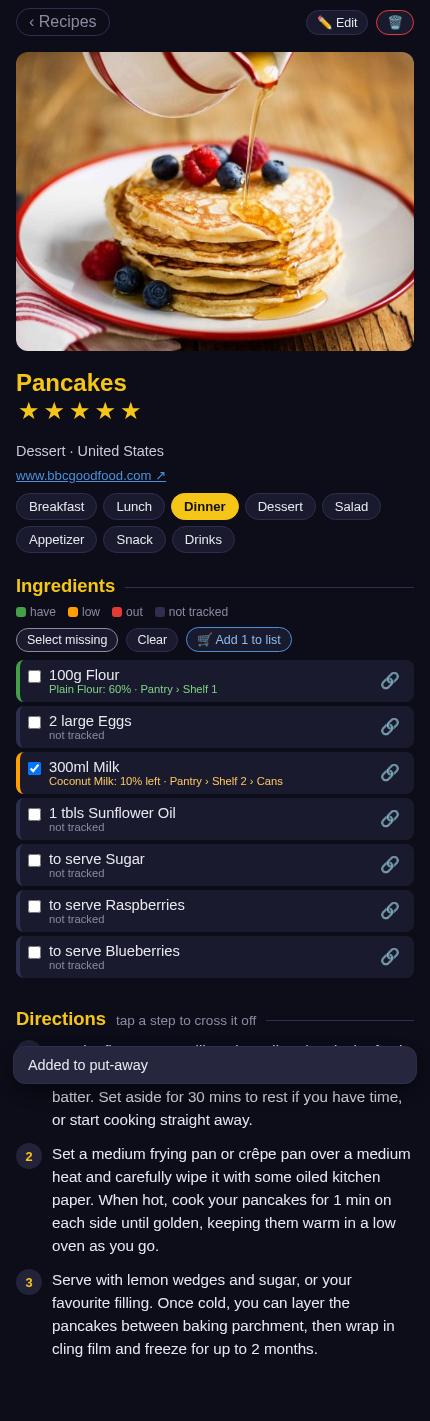 ‹ Recipes
✏️ Edit
🗑️
Pancakes
★★★★★
Dessert · United States
www.bbcgoodfood.com ↗
Breakfast Lunch Dinner Dessert Salad
Appetizer Snack Drinks
Ingredients
have low out not tracked
Select missing Clear 🛒 Add 1 to list
100g Flour
Plain Flour: 60% · Pantry › Shelf 1
2 large Eggs
not tracked
300ml Milk
Coconut Milk: 10% left · Pantry › Shelf 2 › Cans
1 tbls Sunflower Oil
not tracked
to serve Sugar
not tracked
to serve Raspberries
not tracked
to serve Blueberries
not tracked
Directions tap a step to cross it off
Added to put-away
batter. Set aside for 30 mins to rest if you have time,
or start cooking straight away.
2 Set a medium frying pan or crêpe pan over a medium
heat and carefully wipe it with some oiled kitchen
paper. When hot, cook your pancakes for 1 min on
each side until golden, keeping them warm in a low
oven as you go.
3 Serve with lemon wedges and sugar, or your
favourite filling. Once cold, you can layer the
pancakes between baking parchment, then wrap in
cling film and freeze for up to 2 months.